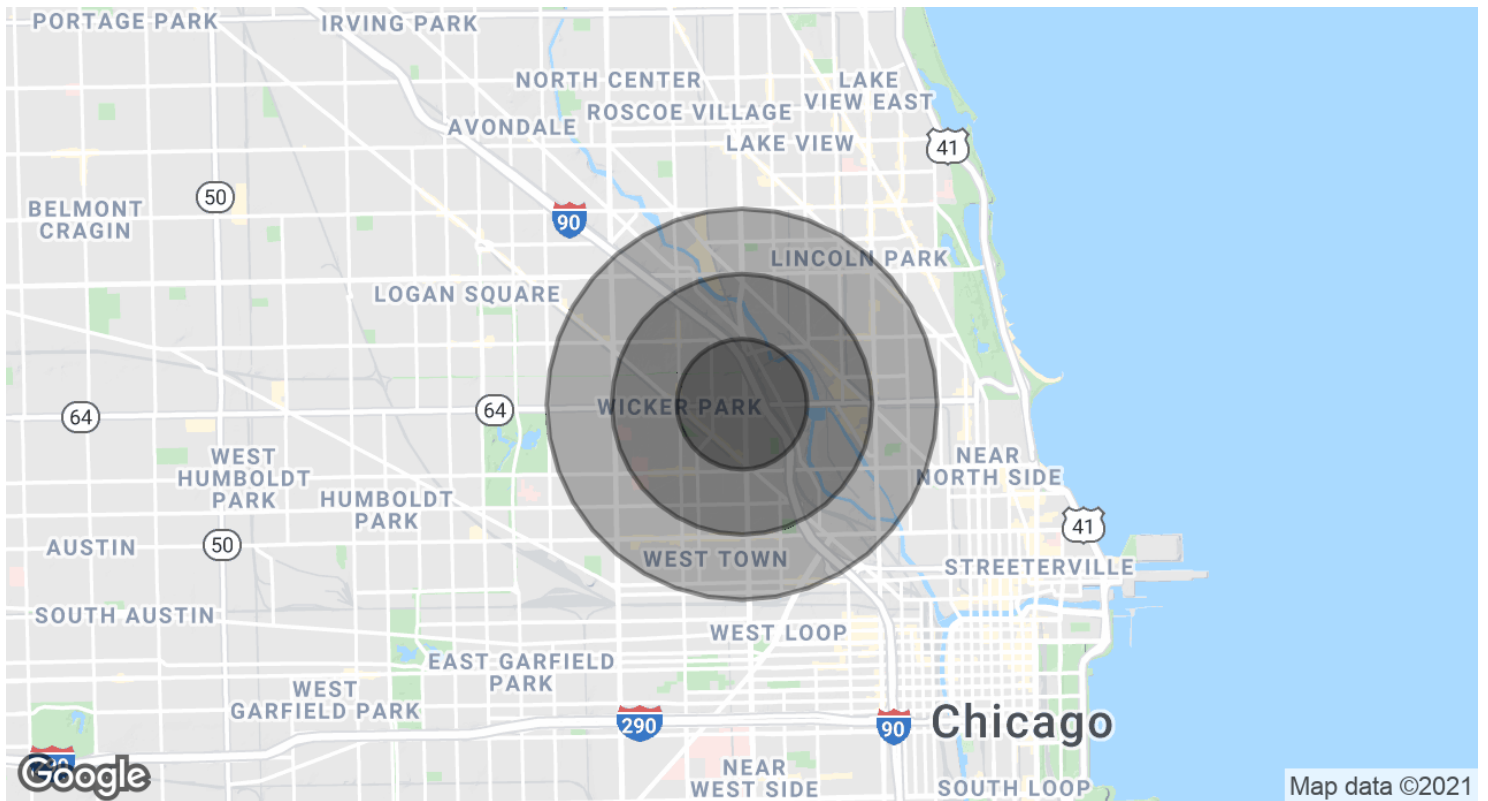 PORTAGE PARK
IRVING PARK
NORTH CENTER
LAKE
VIEW EAST
ROSCOE VILLAGE
AVONDALE
LAKE VIEW
41
50
BELMONT
CRAGIN
90
LINCOLN PARK
LOGAN SQUARE
64
64
WICKER PARK
WEST
HUMBOLDT
PARK
NEAR
NORTH SIDE
HUMBOLDT
PARK
41
AUSTIN
50
WEST TOWN
STREETERVILLE
SOUTH AUSTIN
WEST LOOP
EAST GARFIELD
PARK
WEST
GARFIELD PARK
290
90
Chicago
Google
NEAR
WEST SIDE
SOUTH LOOP
Map data ©2021